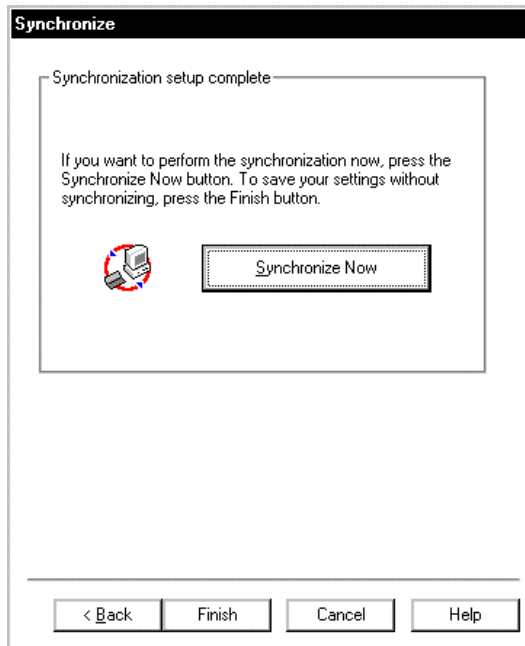 Synchronize
Synchronization setup complete
If you want to perform the synchronization now, press the
Synchronize Now button. To save your settings without
synchronizing, press the Finish button.
Synchronize Now
< Back Finish Cancel Help